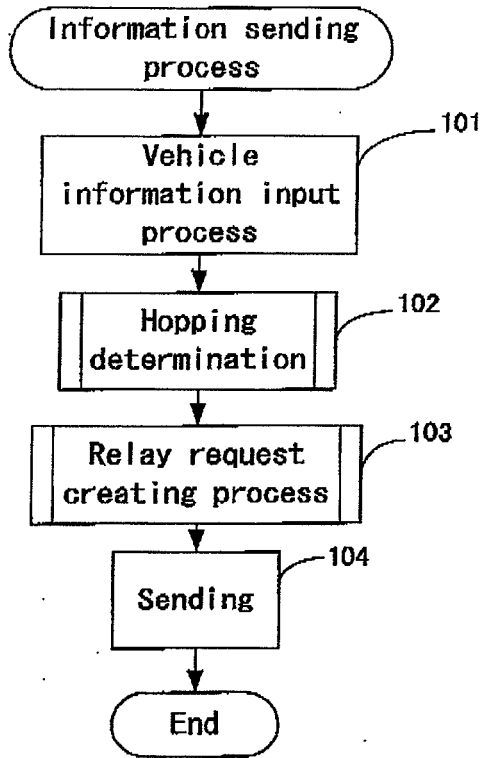 Information sending
process
101
Vehicle
information input
process
102
Hopping
determination
103
Relay request
creating process
104
Sending
End